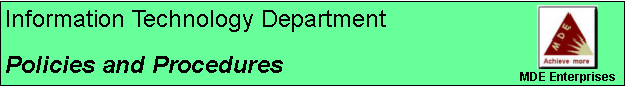 Information Technology Department
Policies and Procedures
MDE
Achieve more
MDE Enterprises